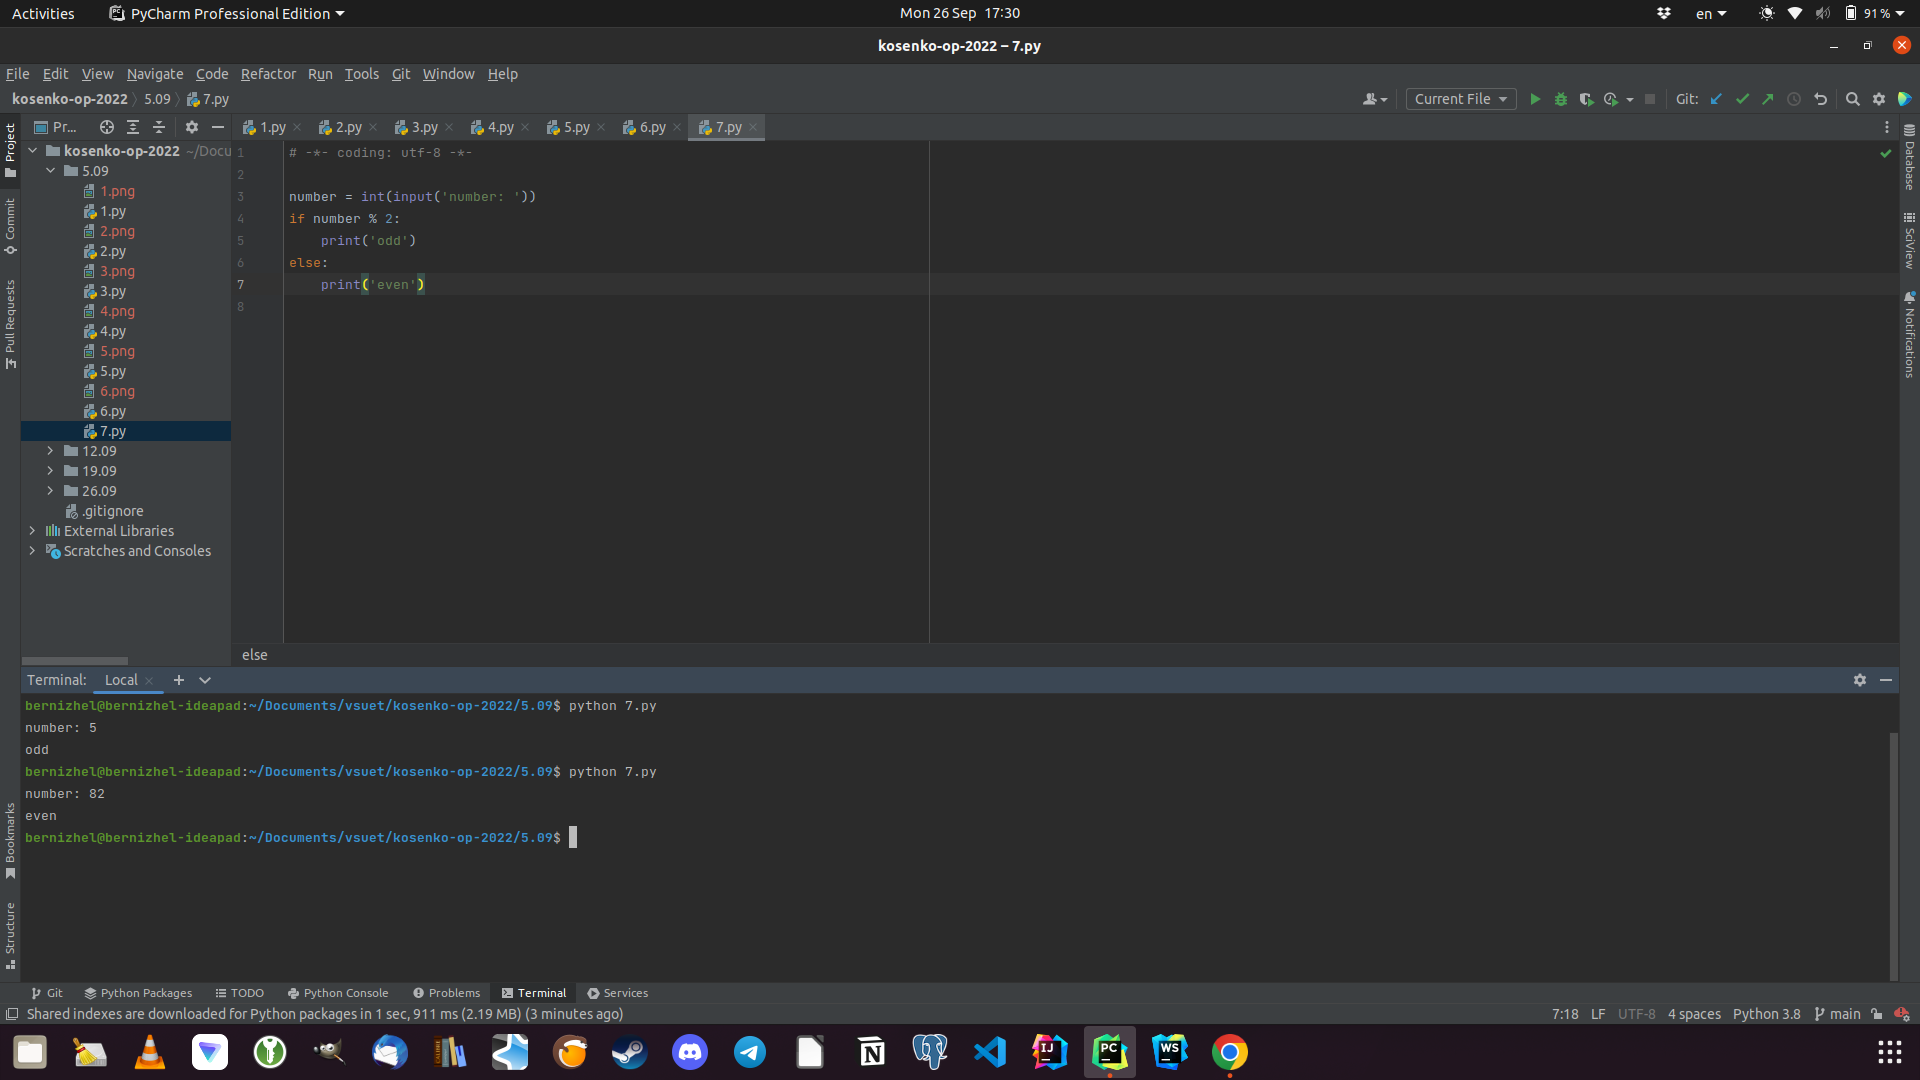 Activities PyCharm Professional Edition Mon 26 Sep 17:30 en 91 %
kosenko-op-2022 – 7.py
File Edit View Navigate Code Refactor Run Tools Git Window Help
kosenko-op-2022 5.09 7.py Current File Git:
Pr... 1.py 2.py 3.py 4.py 5.py 6.py 7.py
Project
Commit
Pull Requests
Bookmarks
Structure
kosenko-op-2022 ~/Docu
5.09
1.png
1.py
2.png
2.py
3.png
3.py
4.png
4.py
5.png
5.py
6.png
6.py
7.py
12.09
19.09
26.09
.gitignore
External Libraries
Scratches and Consoles
1 # -*- coding: utf-8 -*-
2
3 number = int(input('number: '))
4 if number % 2:
5 print('odd')
6 else:
7 print('even')
8
else
Database
SciView
Notifications
Terminal: Local
bernizhel@bernizhel-ideapad:~/Documents/vsuet/kosenko-op-2022/5.09$ python 7.py
number: 5
odd
bernizhel@bernizhel-ideapad:~/Documents/vsuet/kosenko-op-2022/5.09$ python 7.py
number: 82
even
bernizhel@bernizhel-ideapad:~/Documents/vsuet/kosenko-op-2022/5.09$
Git Python Packages TODO Python Console Problems Terminal Services
Shared indexes are downloaded for Python packages in 1 sec, 911 ms (2.19 MB) (3 minutes ago) 7:18 LF UTF-8 4 spaces Python 3.8 main
IJ PC WS